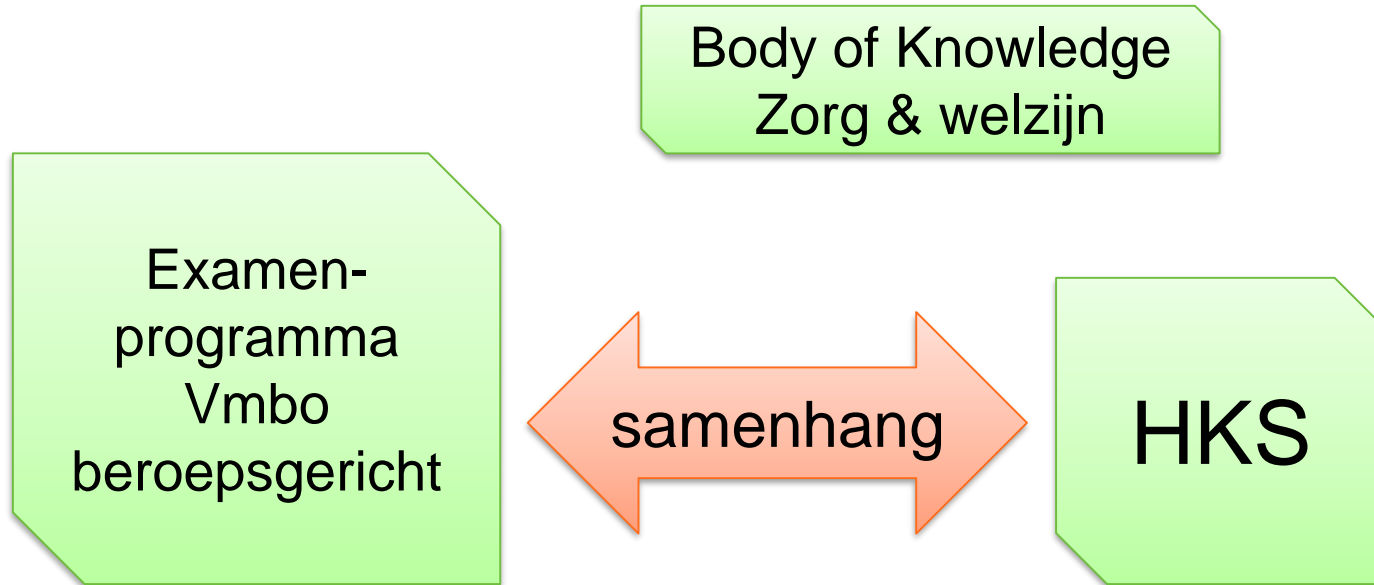 Body of Knowledge
Zorg & welzijn
Examen-
programma
Vmbo
beroepsgericht
samenhang
HKS